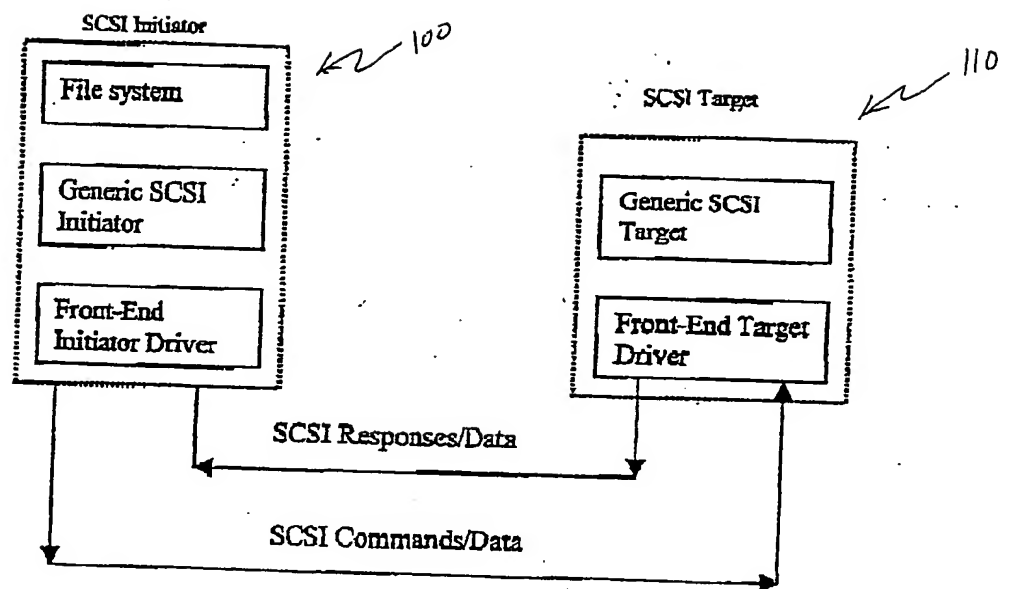 SCSI Initiator
100
File system
Generic SCSI
Initiator
Front-End
Initiator Driver
110
SCSI Target
Generic SCSI
Target
Front-End Target
Driver
SCSI Responses/Data
SCSI Commands/Data